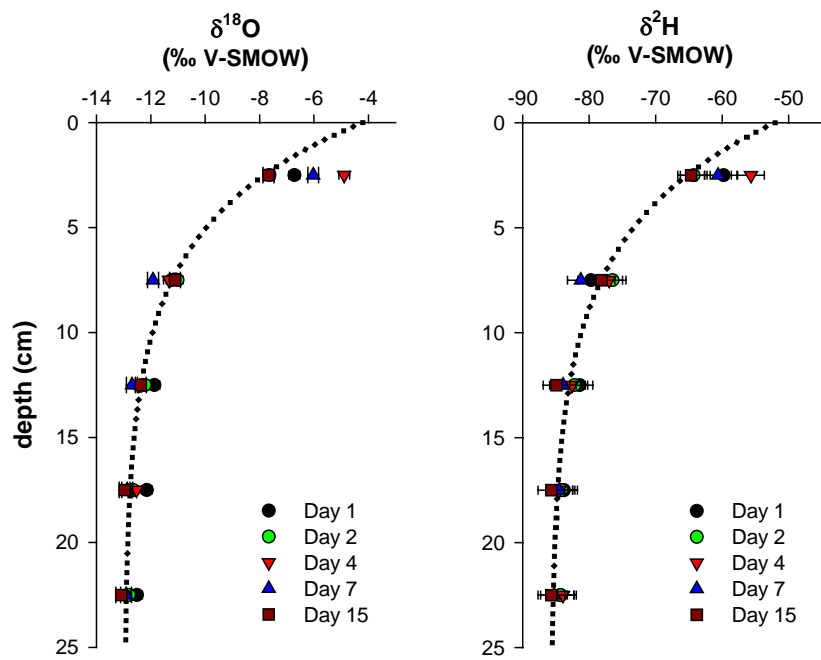 δ18O
(‰ V-SMOW)
-14 -12 -10 -8 -6 -4
0
5
10
15
20
25
depth (cm)
Day 1
Day 2
Day 4
Day 7
Day 15
δ2H
(‰ V-SMOW)
-90 -80 -70 -60 -50
0
5
10
15
20
25
Day 1
Day 2
Day 4
Day 7
Day 15